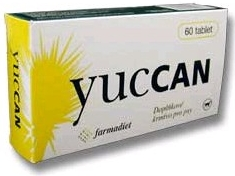 60 tablet
yucCAN
farmadiet
Doplňkové
krmivo pro psy